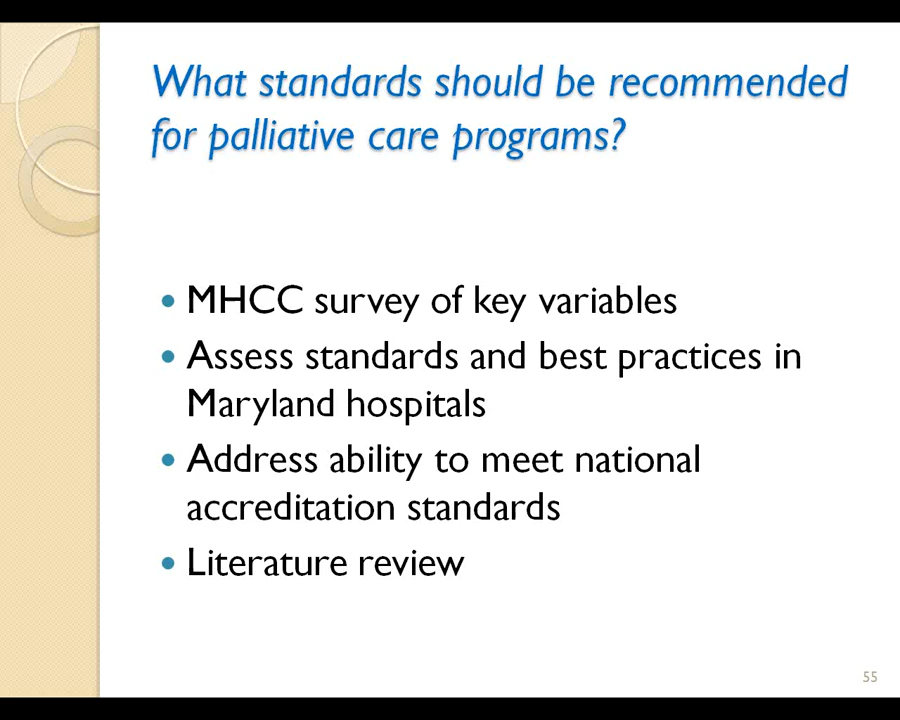 What standards should be recommended
for palliative care programs?
• MHCC survey of key variables
• Assess standards and best practices in
Maryland hospitals
• Address ability to meet national
accreditation standards
• Literature review
55